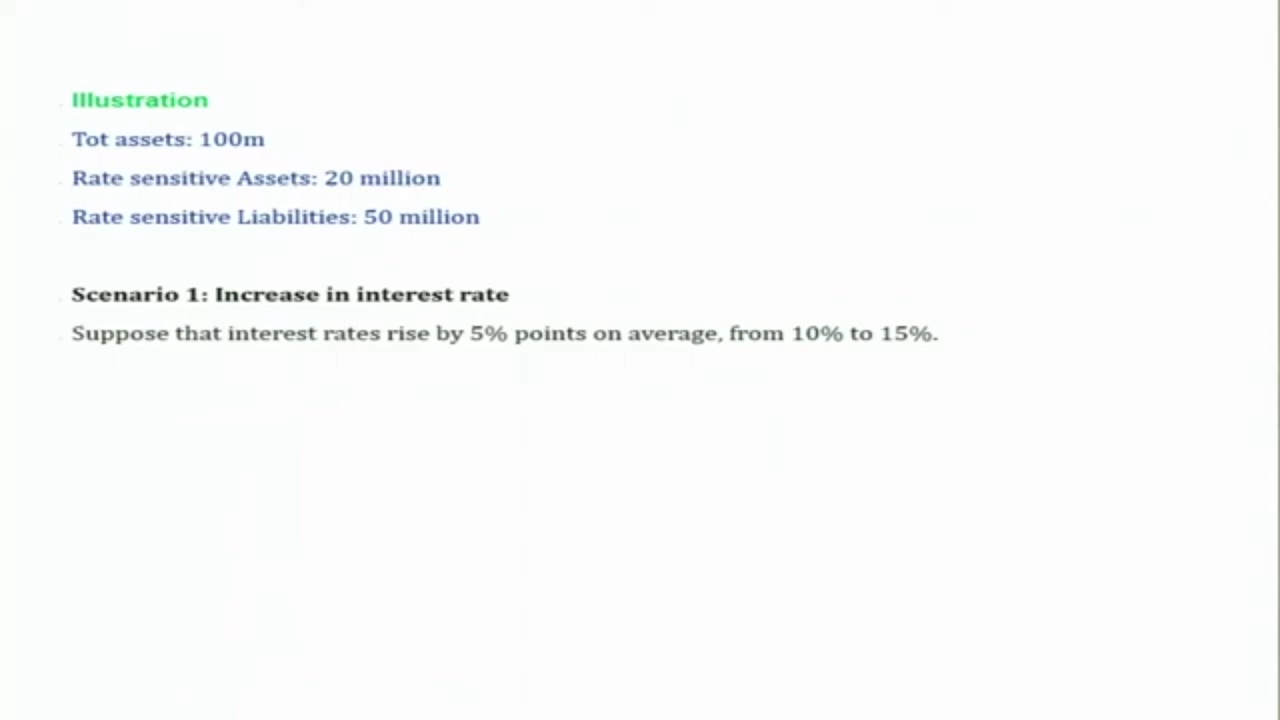 Illustration
Tot assets: 100m
Rate sensitive Assets: 20 million
Rate sensitive Liabilities: 50 million
Scenario 1: Increase in interest rate
Suppose that interest rates rise by 5% points on average, from 10% to 15%.